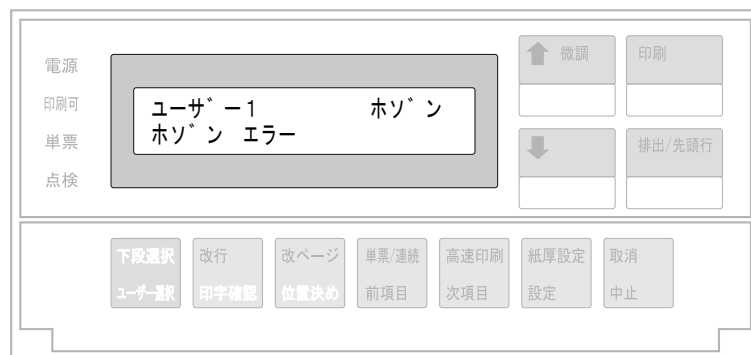 電源
印刷可
単票
点検
ユーザー1 ホゾン
ホゾン エラー
微調
印刷
排出/先頭行
下段選択
改行
改ページ
単票/連続
高速印刷
紙厚設定
取消
ユーザー選択
印字確認
位置決め
前項目
次項目
設定
中止